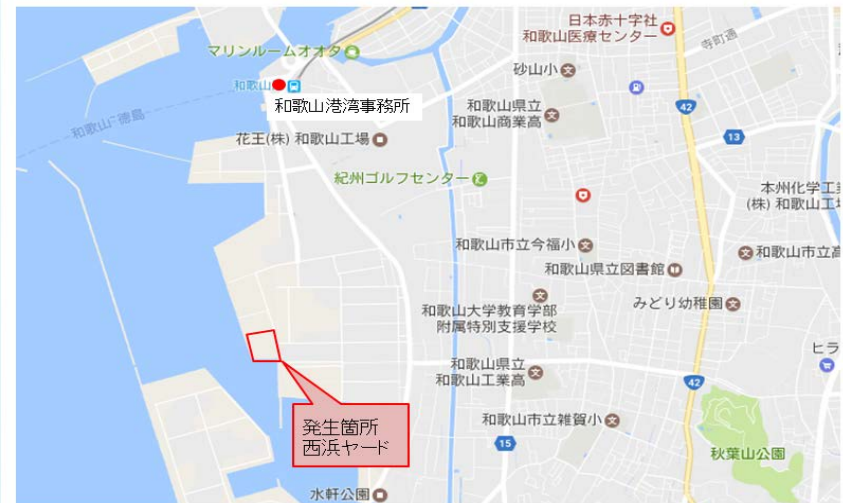 日本赤十字社
和歌山医療センター
寺町通
マリンルームオオタ
砂山小
和歌山
和歌山港湾事務所
和歌山県立
和歌山商業高
42
和歌山-徳島
花王(株) 和歌山工場
13
紀州ゴルフセンター
本州化学工業
(株) 和歌山工場
和歌山市立今福小
和歌山市立高
和歌山県立図書館
和歌山大学教育学部
附属特別支援学校
みどり幼稚園
ヒラ
和歌山県立
和歌山工業高
42
発生箇所
西浜ヤード
和歌山市立雑賀小
15
秋葉山公園
水軒公園